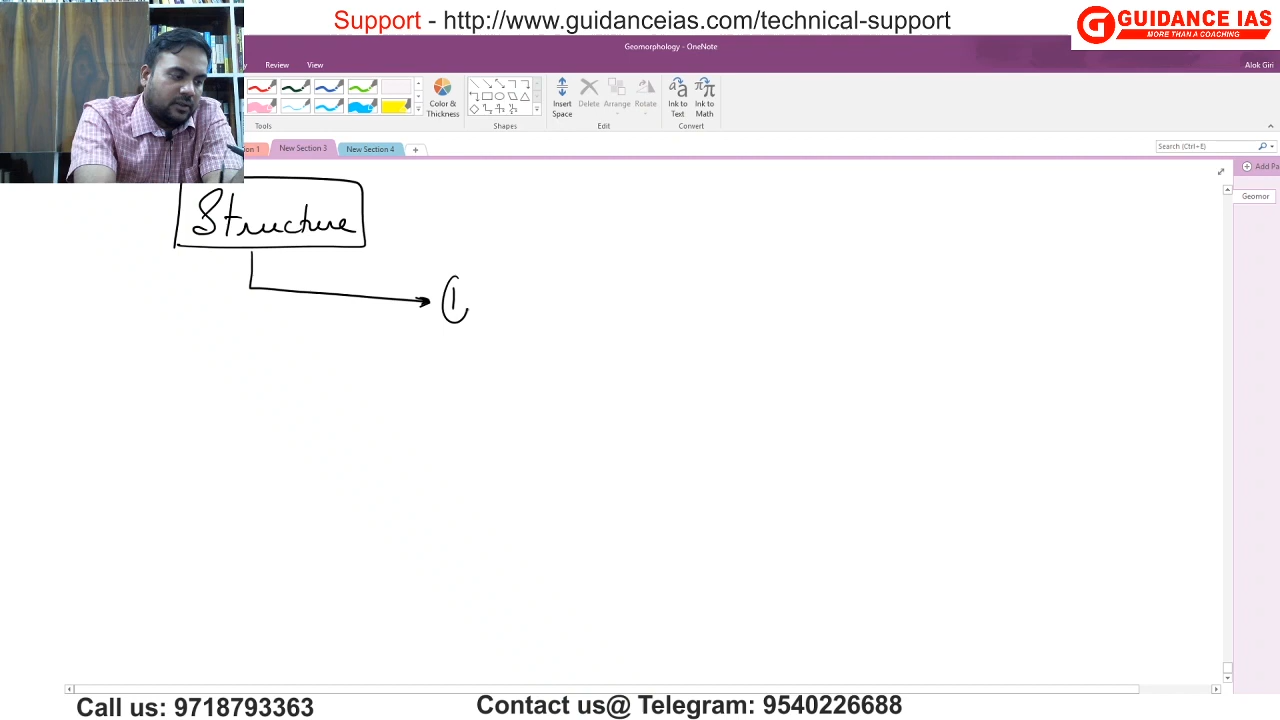 Support - http://www.guidanceias.com/technical-support
GUIDANCE IAS
MORE THAN A COACHING
Geomorphology - OneNote
Review View
Alok Giri
Color & Thickness
Insert Space
Delete Arrange Rotate
Ink to Text
Ink to Math
Tools Shapes Edit Convert
on 1 New Section 3 New Section 4 +
Search (Ctrl+E)
Add Pa
Geomor
Structure
1
Call us: 9718793363
Contact us@ Telegram: 9540226688